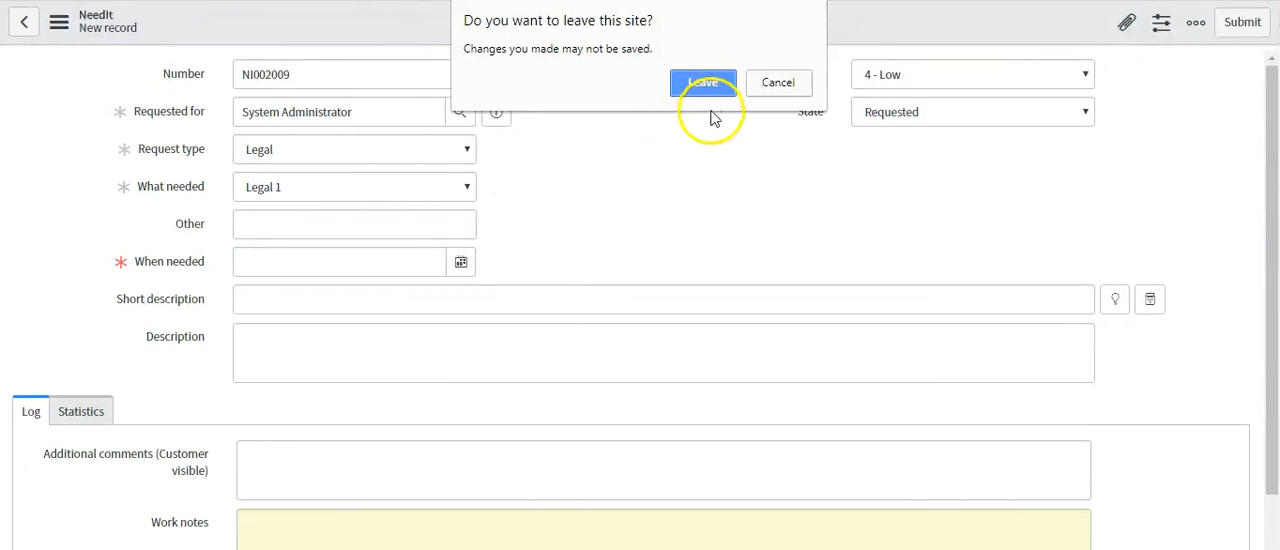 NeedIt
New record
Submit
Do you want to leave this site?
Changes you made may not be saved.
Leave
Cancel
Number
NI002009
4 - Low
Requested for
System Administrator
State
Requested
Request type
Legal
What needed
Legal 1
Other
When needed
Short description
Description
Log
Statistics
Additional comments (Customer
visible)
Work notes